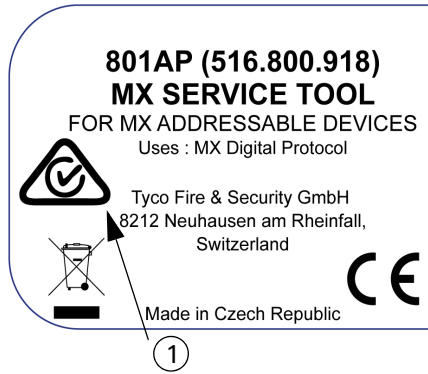 801AP (516.800.918)
MX SERVICE TOOL
FOR MX ADDRESSABLE DEVICES
Uses : MX Digital Protocol
Tyco Fire & Security GmbH
8212 Neuhausen am Rheinfall,
Switzerland
CE
Made in Czech Republic
1